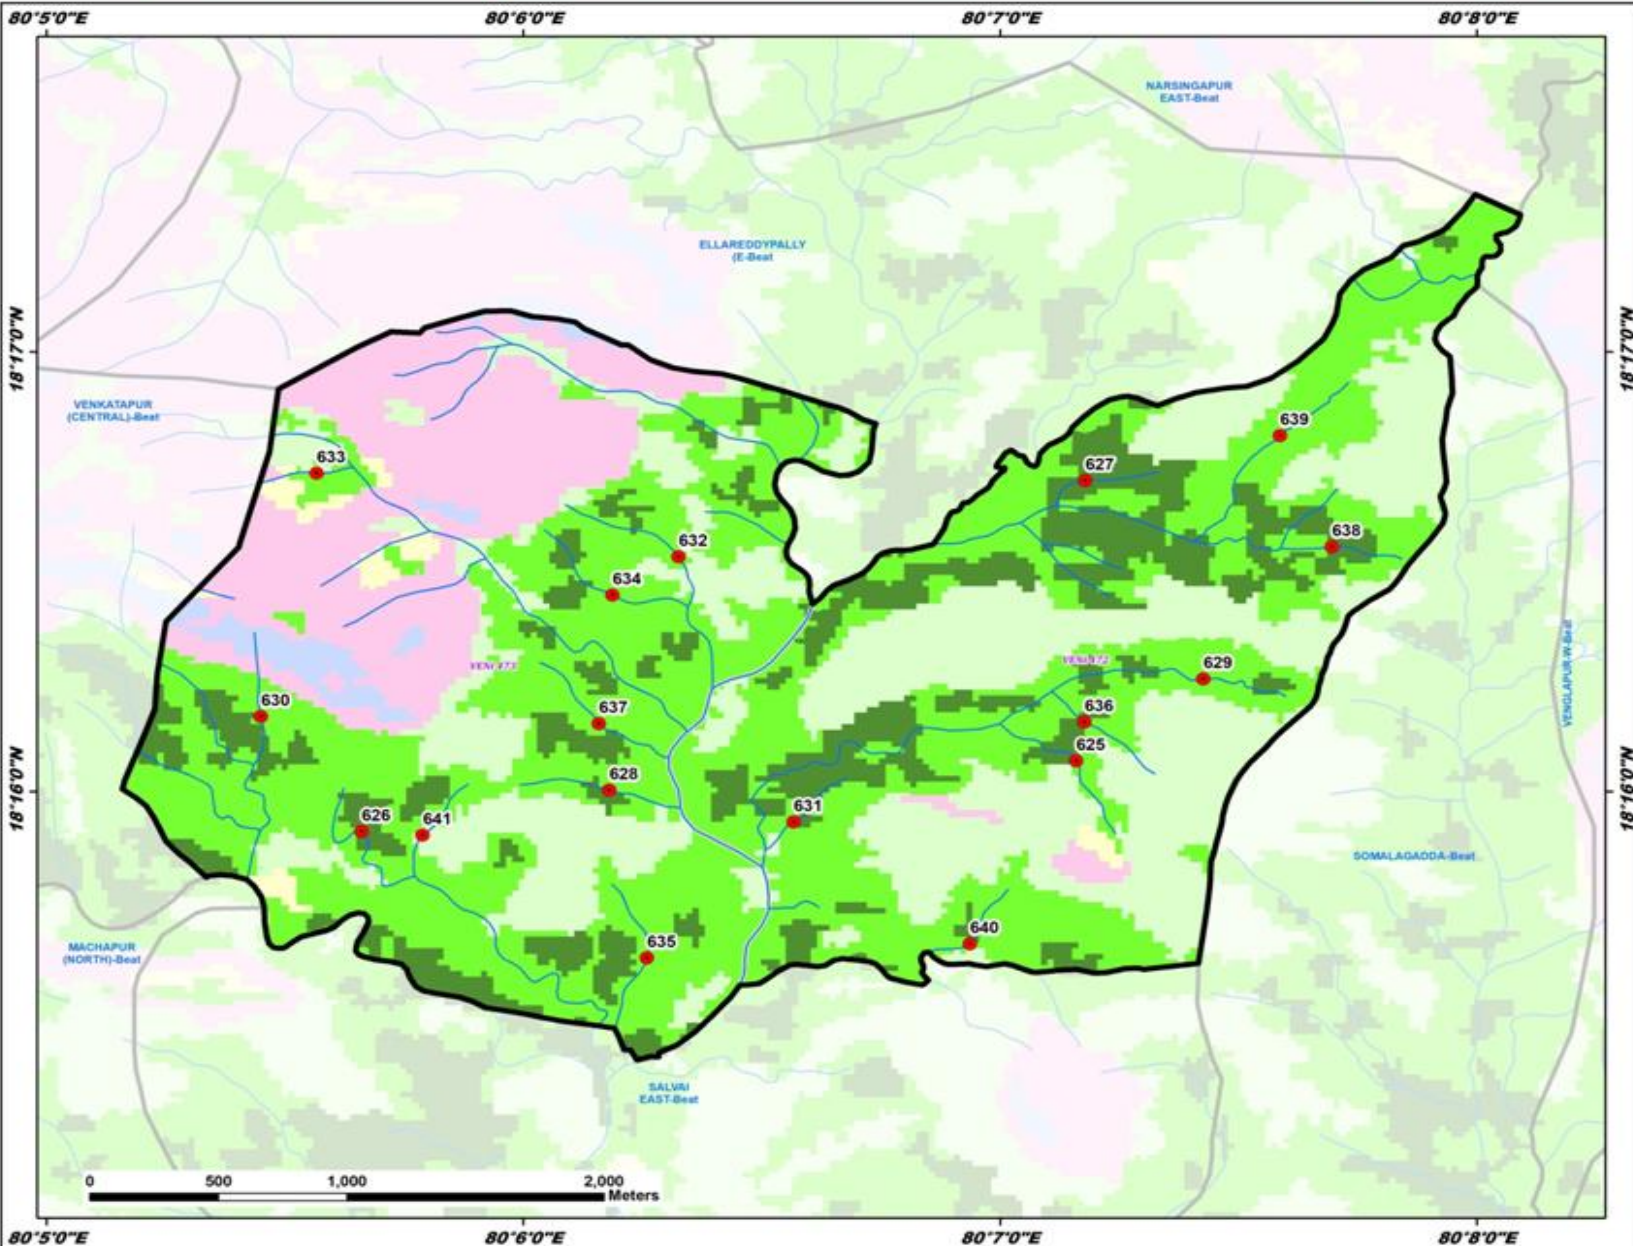 80°5'0"E 80°6'0"E 80°7'0"E 80°8'0"E
NARSINGAPUR
EAST-Beat
ELLAREDDYPALLY
(E-Beat
18°17'0"N 18°17'0"N
VENKATAPUR
(CENTRAL)-Beat
639
633
627
638
632
634
629
630
637
636
625
628
631
626
641
18°16'0"N 18°16'0"N
VENGLAPUR-W-Beat
SOMALAGADDA-Beat
640
635
MACHAPUR
(NORTH)-Beat
SALVAI
EAST-Beat
0 500 1,000 2,000
Meters
80°5'0"E 80°6'0"E 80°7'0"E 80°8'0"E